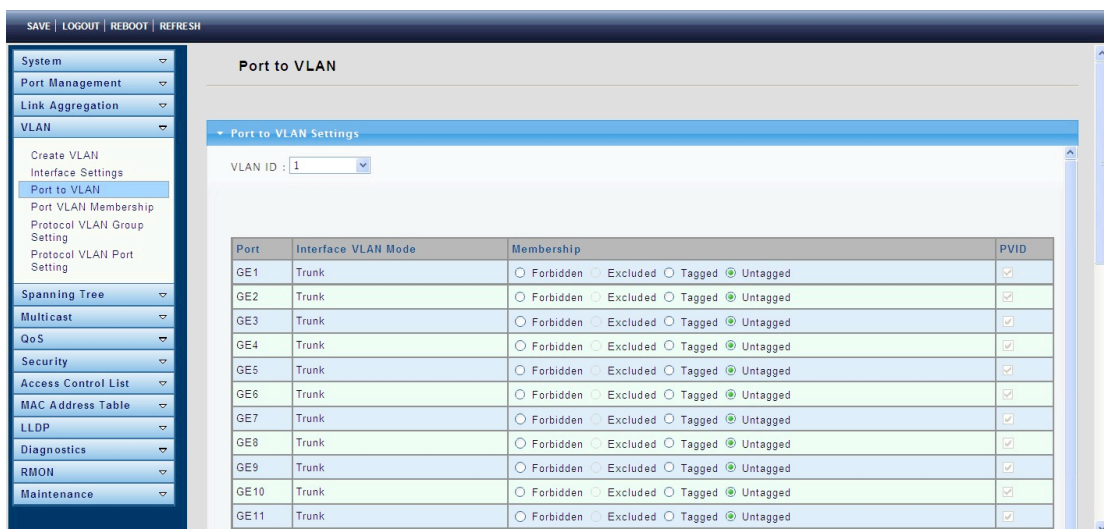 SAVE | LOGOUT | REBOOT | REFRESH
System
Port Management
Link Aggregation
VLAN
Create VLAN
Interface Settings
Port to VLAN
Port VLAN Membership
Protocol VLAN Group
Setting
Protocol VLAN Port
Setting
Spanning Tree
Multicast
QoS
Security
Access Control List
MAC Address Table
LLDP
Diagnostics
RMON
Maintenance
Port to VLAN
Port to VLAN Settings
VLAN ID : 1
Port Interface VLAN Mode Membership PVID
GE1 Trunk Forbidden Excluded Tagged Untagged
GE2 Trunk Forbidden Excluded Tagged Untagged
GE3 Trunk Forbidden Excluded Tagged Untagged
GE4 Trunk Forbidden Excluded Tagged Untagged
GE5 Trunk Forbidden Excluded Tagged Untagged
GE6 Trunk Forbidden Excluded Tagged Untagged
GE7 Trunk Forbidden Excluded Tagged Untagged
GE8 Trunk Forbidden Excluded Tagged Untagged
GE9 Trunk Forbidden Excluded Tagged Untagged
GE10 Trunk Forbidden Excluded Tagged Untagged
GE11 Trunk Forbidden Excluded Tagged Untagged